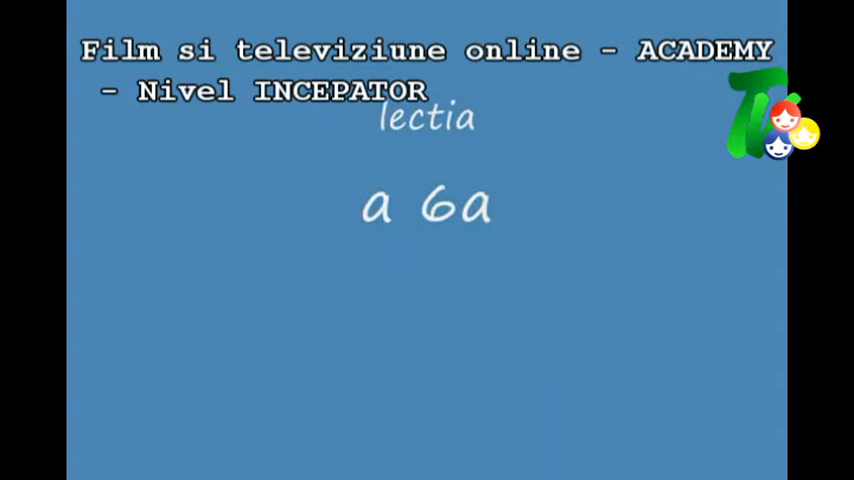 Film si televiziune online - ACADEMY
- Nivel INCEPATOR
lectia
a 6a